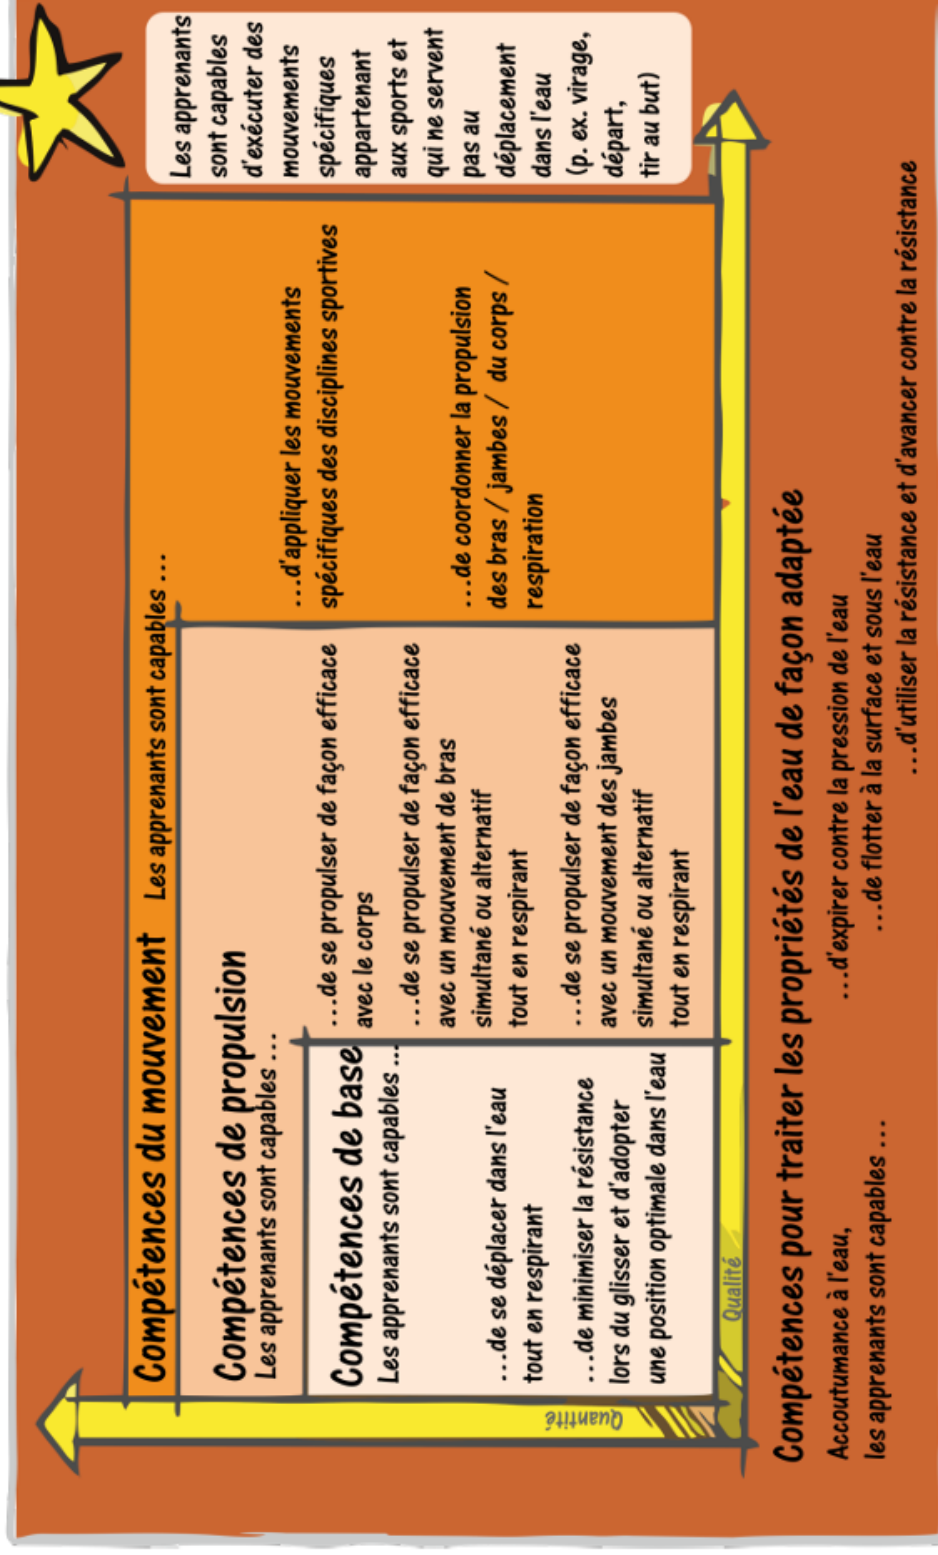 Compétences du mouvement Les apprenants sont capables ...
Compétences de propulsion
Les apprenants sont capables ...
Compétences de base
Les apprenants sont capables ...
...de se déplacer dans l'eau
tout en respirant
...de minimiser la résistance
lors du glisser et d'adopter
une position optimale dans l'eau
...de se propulser de façon efficace
avec le corps
...de se propulser de façon efficace
avec un mouvement de bras
simultané ou alternatif
tout en respirant
...de se propulser de façon efficace
avec un mouvement des jambes
simultané ou alternatif
tout en respirant
...d'appliquer les mouvements
spécifiques des disciplines sportives
...de coordonner la propulsion
des bras / jambes / du corps /
respiration
Les apprenants
sont capables
d'exécuter des
mouvements
spécifiques
appartenant
aux sports et
qui ne servent
pas au
déplacement
dans l'eau
(p. ex. virage,
départ,
tir au but)
Quantité
Qualité
Compétences pour traiter les propriétés de l'eau de façon adaptée
Accoutumance à l'eau,
les apprenants sont capables ...
...d'expirer contre la pression de l'eau
...de flotter à la surface et sous l'eau
...d'utiliser la résistance et d'avancer contre la résistance